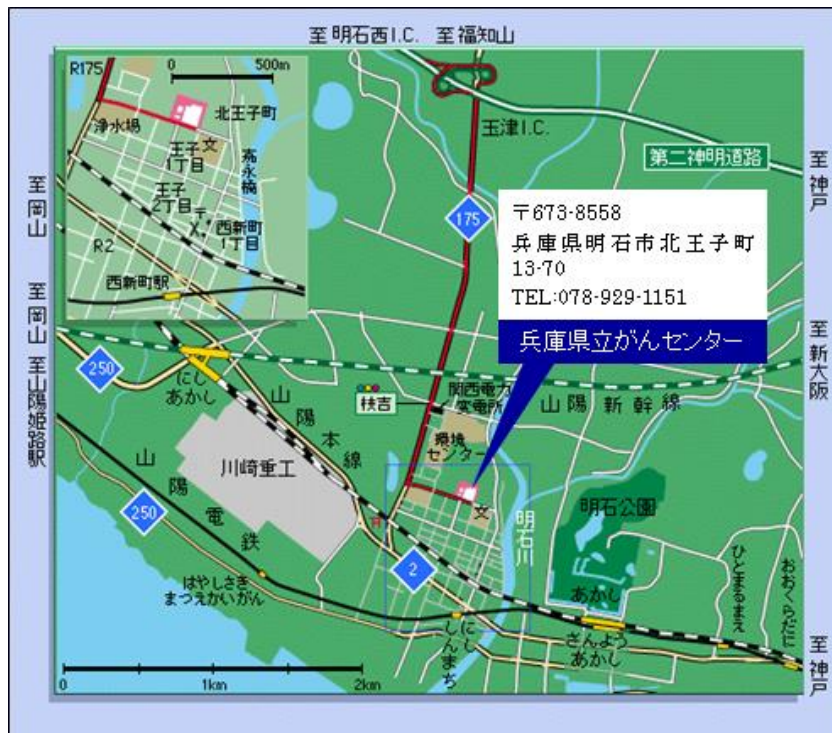 至明石西I.C. 至福知山
R175
0 500m
北王子町
浄水場
文
王子
1丁目
嘉永橋
王子
2丁目
〒
X
西新町
1丁目
R2
西新町駅
玉津I.C.
第二神明道路
至神戸
至岡山
175
〒673-8558
兵庫県明石市北王子町
13-70
TEL:078-929-1151
兵庫県立がんセンター
至岡山
至山陽姫路駅
至新大阪
250
にし
あかし
山陽本線
枝吉
関西電力
変電所
山陽新幹線
環境
センター
川崎重工
山陽電鉄
250
文
明石川
明石公園
2
はやしさき
まつえかいがん
あかし
ひとまるまえ
おおくらだに
にし
しんまち
さんよう
あかし
至神戸
0 1km 2km